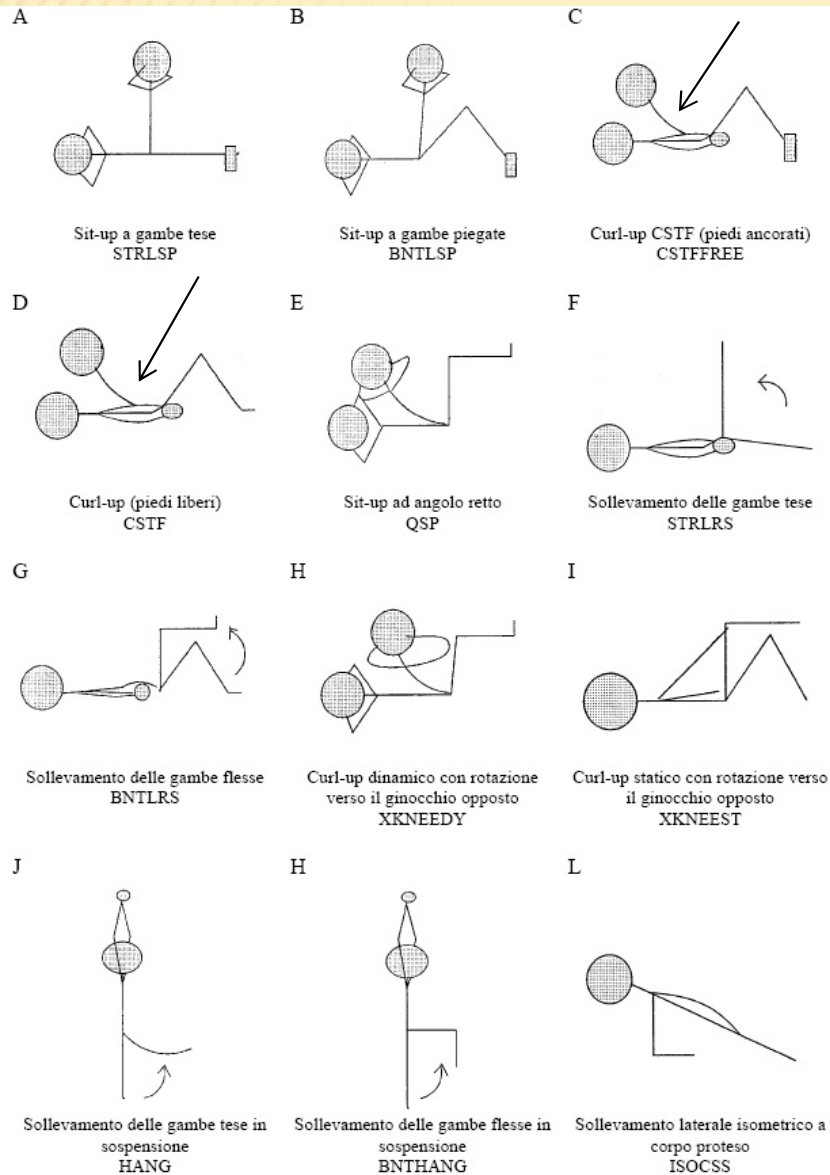 A
B
C
Sit-up a gambe tese
STRLSP
Sit-up a gambe piegate
BNTLSP
Curl-up CSTF (piedi ancorati)
CSTFFREE
D
E
F
Curl-up (piedi liberi)
CSTF
Sit-up ad angolo retto
QSP
Sollevamento delle gambe tese
STRLRS
G
H
I
Sollevamento delle gambe flesse
BNTLRS
Curl-up dinamico con rotazione
verso il ginocchio opposto
XKNEEDY
Curl-up statico con rotazione verso
il ginocchio opposto
XKNEEST
J
H
L
Sollevamento delle gambe tese in
sospensione
HANG
Sollevamento delle gambe flesse in
sospensione
BNTHANG
Sollevamento laterale isometrico a
corpo proteso
ISOCSS